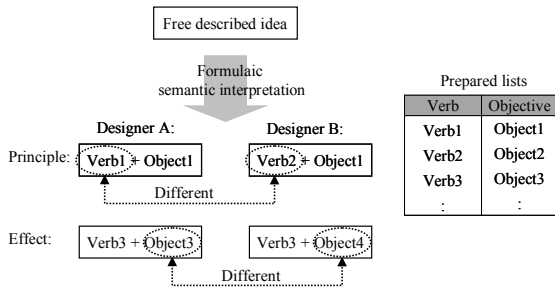 Free described idea
Formulaic
semantic interpretation
Prepared lists
Verb Objective
Verb1 Object1
Verb2 Object2
Verb3 Object3
: :
Designer A: Designer B:
Principle: Verb1 + Object1 Verb2 + Object1
Different
Effect: Verb3 + Object3 Verb3 + Object4
Different